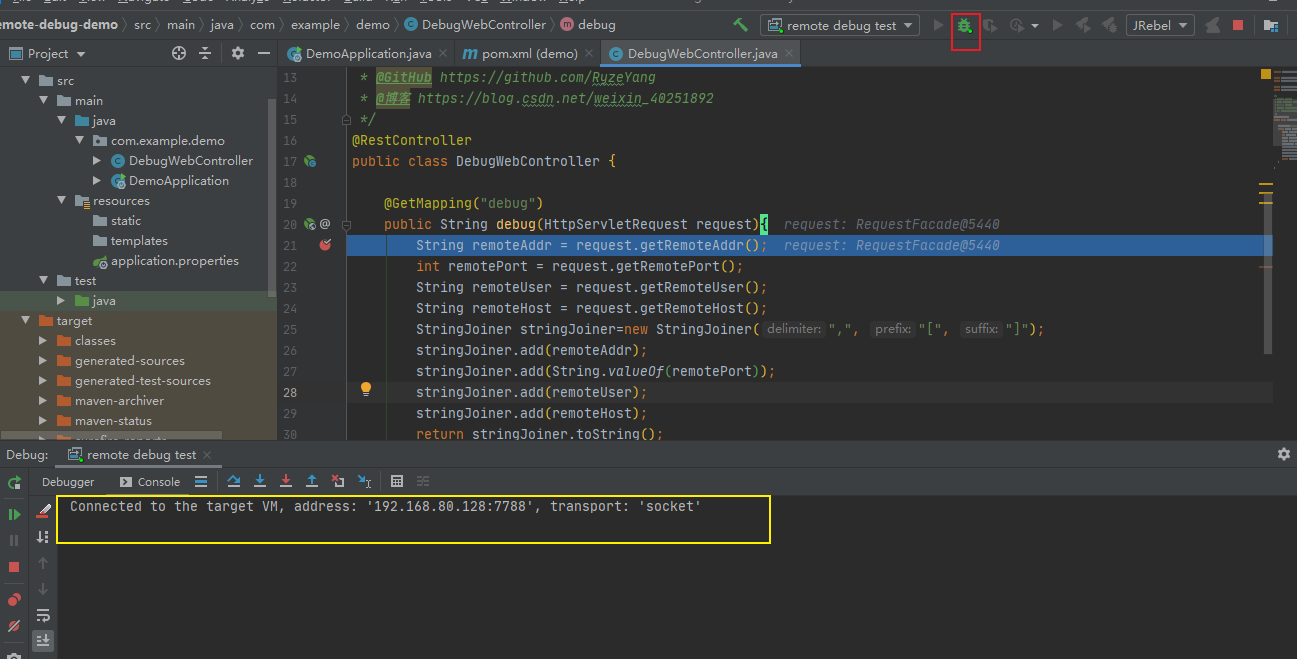 emote-debug-demo src main java com example demo DebugWebController debug remote debug test JRebel
Project
DemoApplication.java pom.xml (demo) DebugWebController.java
src
main
java
com.example.demo
DebugWebController
DemoApplication
resources
static
templates
application.properties
test
java
target
classes
generated-sources
generated-test-sources
maven-archiver
maven-status
13 * @GitHub https://github.com/RyzeYang
14 * @博客 https://blog.csdn.net/weixin_40251892
15 */
16 @RestController
17 public class DebugWebController {
18
19 @GetMapping("debug")
20 @ public String debug(HttpServletRequest request){ request: RequestFacade@5440
21 String remoteAddr = request.getRemoteAddr(); request: RequestFacade@5440
22 int remotePort = request.getRemotePort();
23 String remoteUser = request.getRemoteUser();
24 String remoteHost = request.getRemoteHost();
25 StringJoiner stringJoiner=new StringJoiner( delimiter: ",", prefix: "[", suffix: "]");
26 stringJoiner.add(remoteAddr);
27 stringJoiner.add(String.valueOf(remotePort));
28 stringJoiner.add(remoteUser);
29 stringJoiner.add(remoteHost);
30 return stringJoiner.toString();
Debug: remote debug test
Debugger Console
Connected to the target VM, address: '192.168.80.128:7788', transport: 'socket'